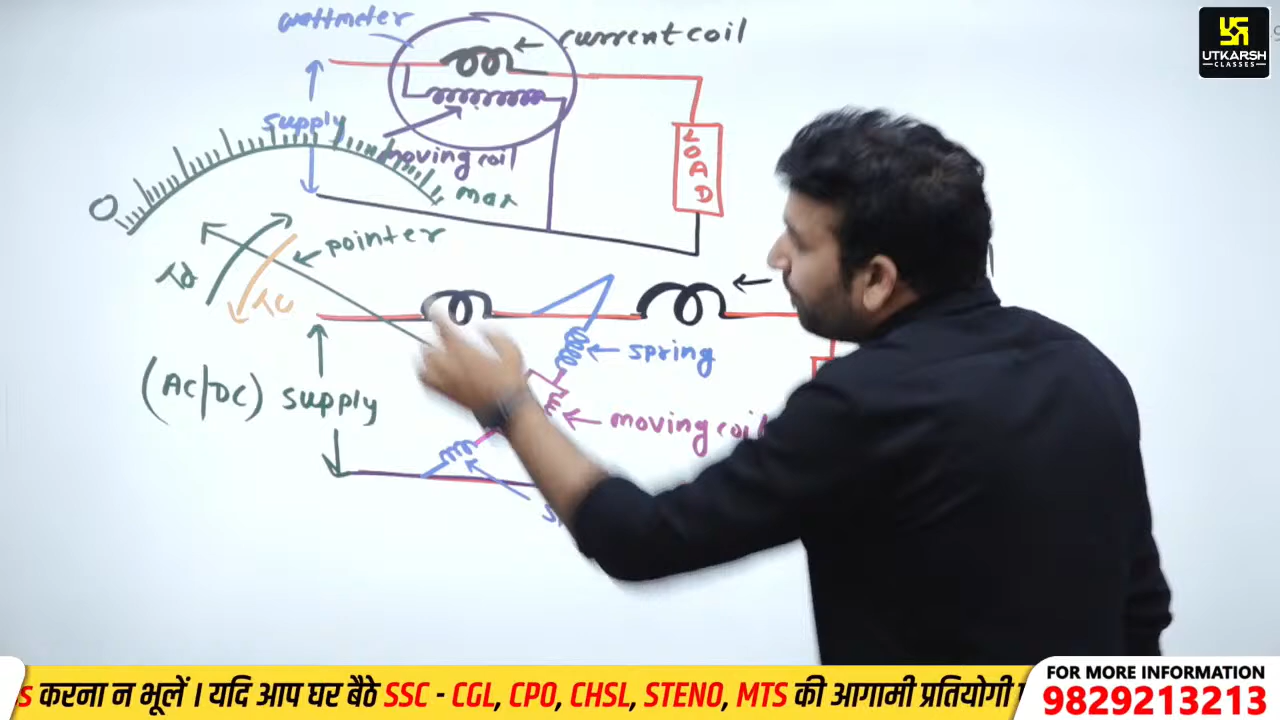 wattmeter
current coil
supply
moving coil
LOAD
0
max
pointer
Td
Tc
spring
(AC/DC) supply
moving coil
UTKARSH
CLASSES
करना न भूलें । यदि आप घर बैठे SSC - CGL, CPO, CHSL, STENO, MTS की आगामी प्रतियोगी
FOR MORE INFORMATION
9829213213